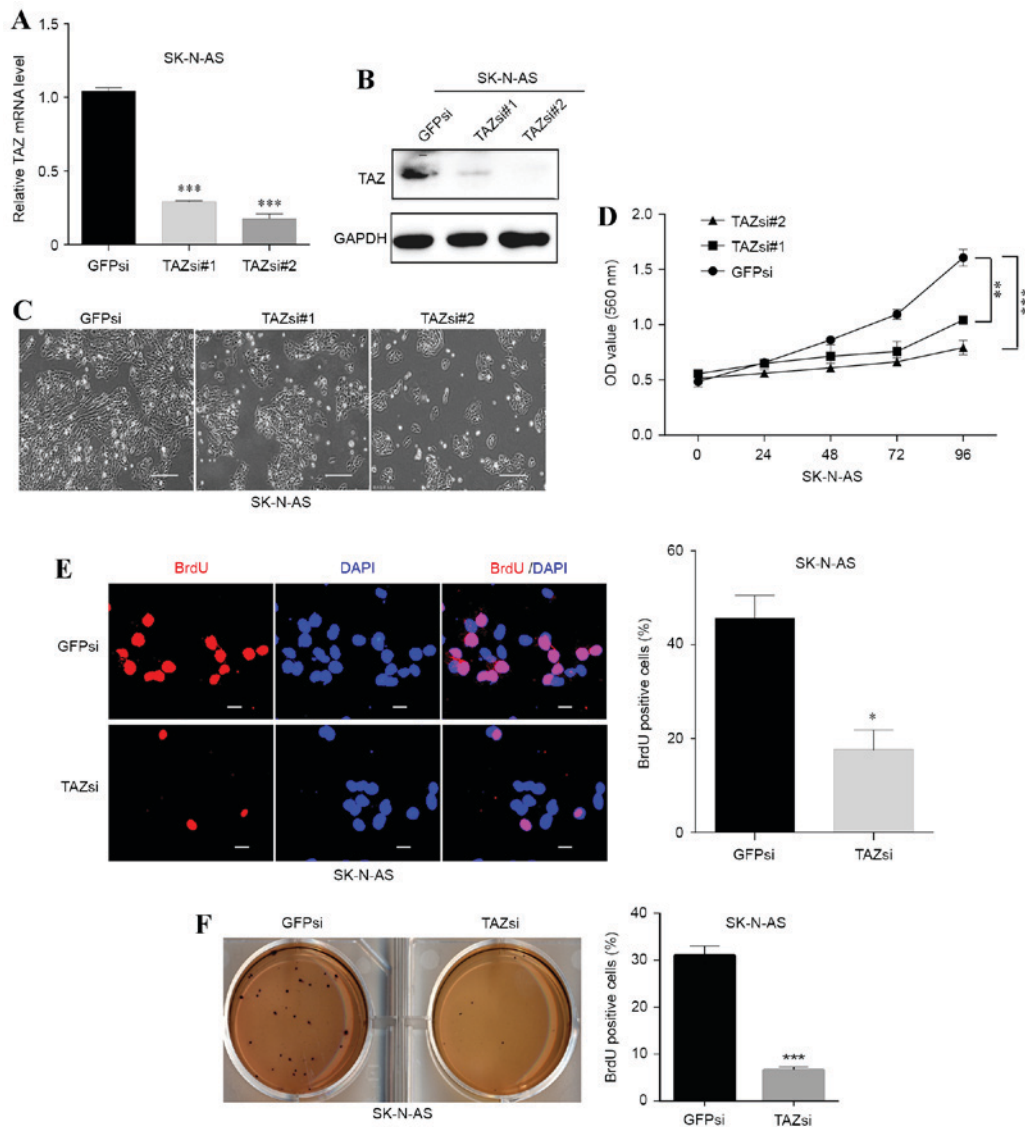 A
SK-N-AS
Relative TAZ mRNA level
1.5
1.0
0.5
0
***
***
GFPsi
TAZsi#1
TAZsi#2
B
SK-N-AS
GFPsi
TAZsi#1
TAZsi#2
TAZ
GAPDH
C
GFPsi
TAZsi#1
TAZsi#2
SK-N-AS
D
TAZsi#2
TAZsi#1
GFPsi
OD value (560 nm)
2.0
1.5
1.0
0.5
0.0
**
***
0 24 48 72 96
SK-N-AS
E
BrdU DAPI BrdU /DAPI
GFPsi
TAZsi
SK-N-AS
SK-N-AS
BrdU positive cells (%)
60
40
20
0
*
GFPsi TAZsi
F
GFPsi TAZsi
SK-N-AS
SK-N-AS
BrdU positive cells (%)
40
30
20
10
0
***
GFPsi TAZsi